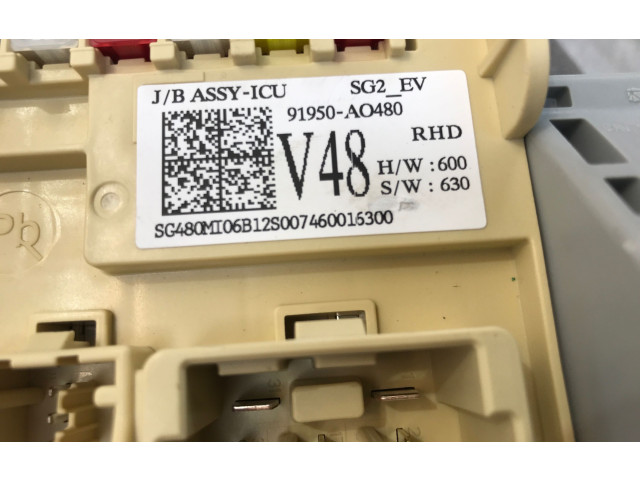 J/B ASSY-ICU SG2_EV
91950-AO480
V48 RHD
H/W : 600
S/W : 630
SG480MI06B12S007460016300